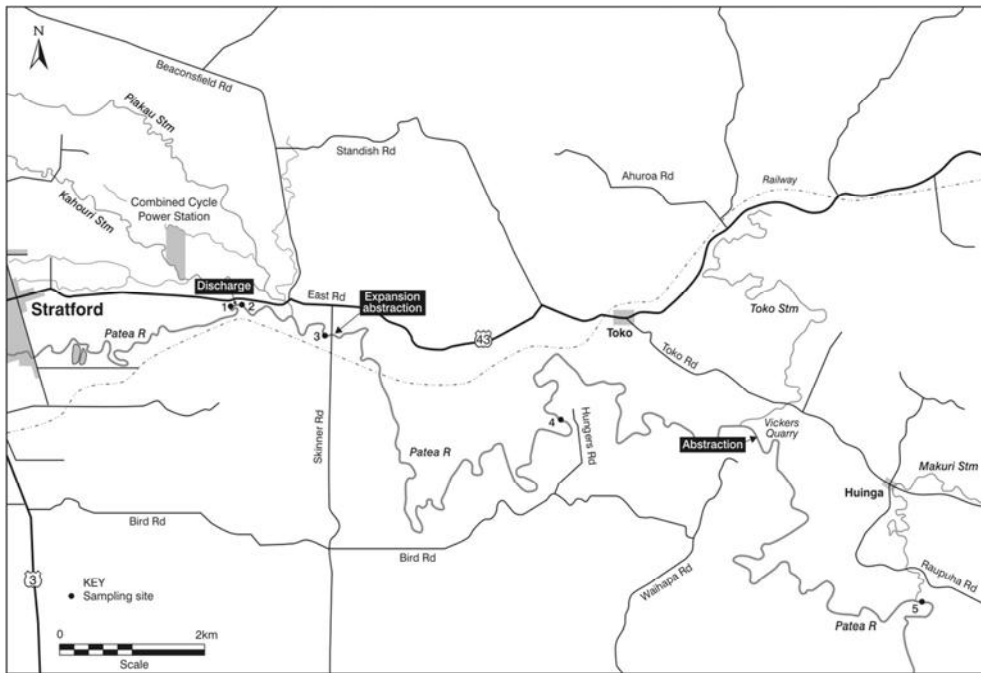 N
Beaconsfield Rd
Piakau Stm
Standish Rd
Ahuroa Rd
Railway
Kahouri Stm
Combined Cycle
Power Station
Discharge
East Rd
Expansion
abstraction
Stratford
1
2
Patea R
3
43
Toko
Toko Stm
Toko Rd
Skinner Rd
Patea R
4
Hungers Rd
Abstraction
Vickers
Quarry
Makuri Stm
Huinga
Bird Rd
Bird Rd
Waihapa Rd
Raupuha Rd
3
KEY
Sampling site
5
Patea R
0
2km
Scale